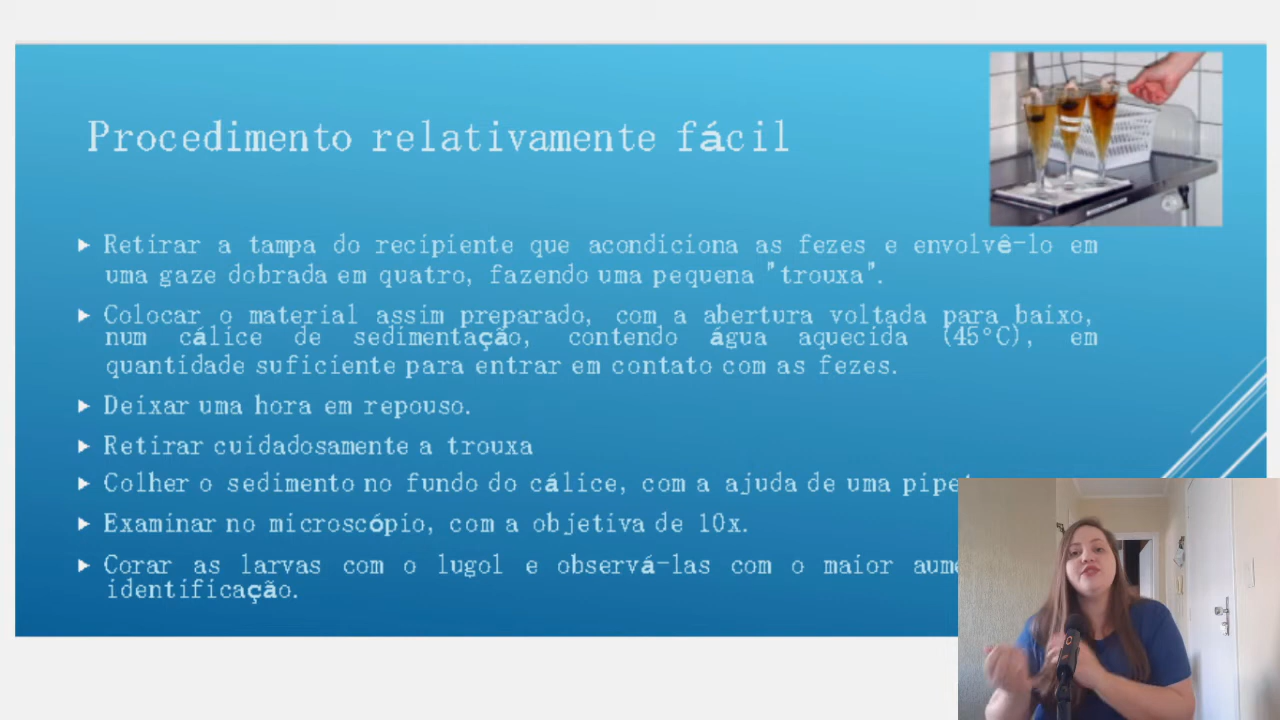 Procedimento relativamente fácil
Retirar a tampa do recipiente que acondiciona as fezes e envolvê-lo em
uma gaze dobrada em quatro, fazendo uma pequena "trouxa".
Colocar o material assim preparado, com a abertura voltada para baixo,
num cálice de sedimentação, contendo água aquecida (45°C), em
quantidade suficiente para entrar em contato com as fezes.
Deixar uma hora em repouso.
Retirar cuidadosamente a trouxa
Colher o sedimento no fundo do cálice, com a ajuda de uma
Examinar no microscópio, com a objetiva de 10x.
Corar as larvas com o lugol e observá-las com o maior
identificação.